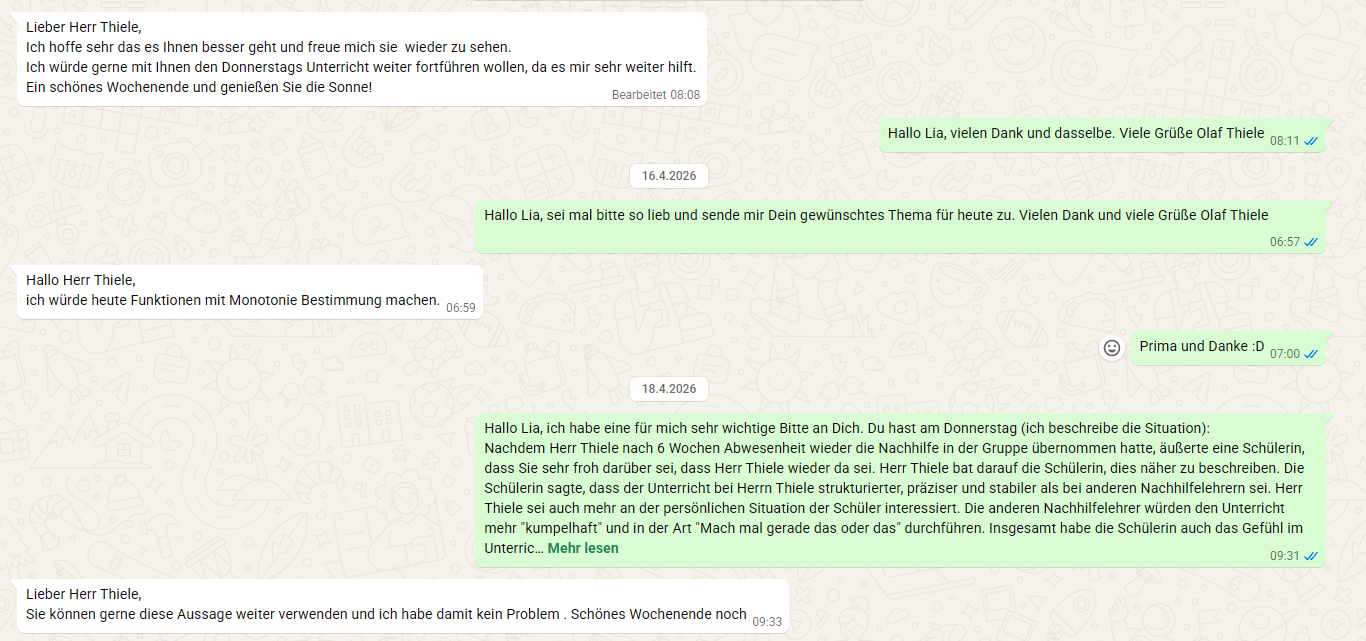 Lieber Herr Thiele,
Ich hoffe sehr das es Ihnen besser geht und freue mich sie  wieder zu sehen.
Ich würde gerne mit Ihnen den Donnerstags Unterricht weiter fortführen wollen, da es mir sehr weiter hilft.
Ein schönes Wochenende und genießen Sie die Sonne!
Bearbeitet 08:08
Hallo Lia, vielen Dank und dasselbe. Viele Grüße Olaf Thiele
08:11
16.4.2026
Hallo Lia, sei mal bitte so lieb und sende mir Dein gewünschtes Thema für heute zu. Vielen Dank und viele Grüße Olaf Thiele
06:57
Hallo Herr Thiele,
ich würde heute Funktionen mit Monotonie Bestimmung machen.
06:59
Prima und Danke :D
07:00
18.4.2026
Hallo Lia, ich habe eine für mich sehr wichtige Bitte an Dich. Du hast am Donnerstag (ich beschreibe die Situation):
Nachdem Herr Thiele nach 6 Wochen Abwesenheit wieder die Nachhilfe in der Gruppe übernommen hatte, äußerte eine Schülerin,
dass Sie sehr froh darüber sei, dass Herr Thiele wieder da sei. Herr Thiele bat darauf die Schülerin, dies näher zu beschreiben. Die
Schülerin sagte, dass der Unterricht bei Herrn Thiele strukturierter, präziser und stabiler als bei anderen Nachhilfelehrern sei. Herr
Thiele sei auch mehr an der persönlichen Situation der Schüler interessiert. Die anderen Nachhilfelehrer würden den Unterricht
mehr "kumpelhaft" und in der Art "Mach mal gerade das oder das" durchführen. Insgesamt habe die Schülerin auch das Gefühl im
Unterric... Mehr lesen
09:31
Lieber Herr Thiele,
Sie können gerne diese Aussage weiter verwenden und ich habe damit kein Problem . Schönes Wochenende noch
09:33